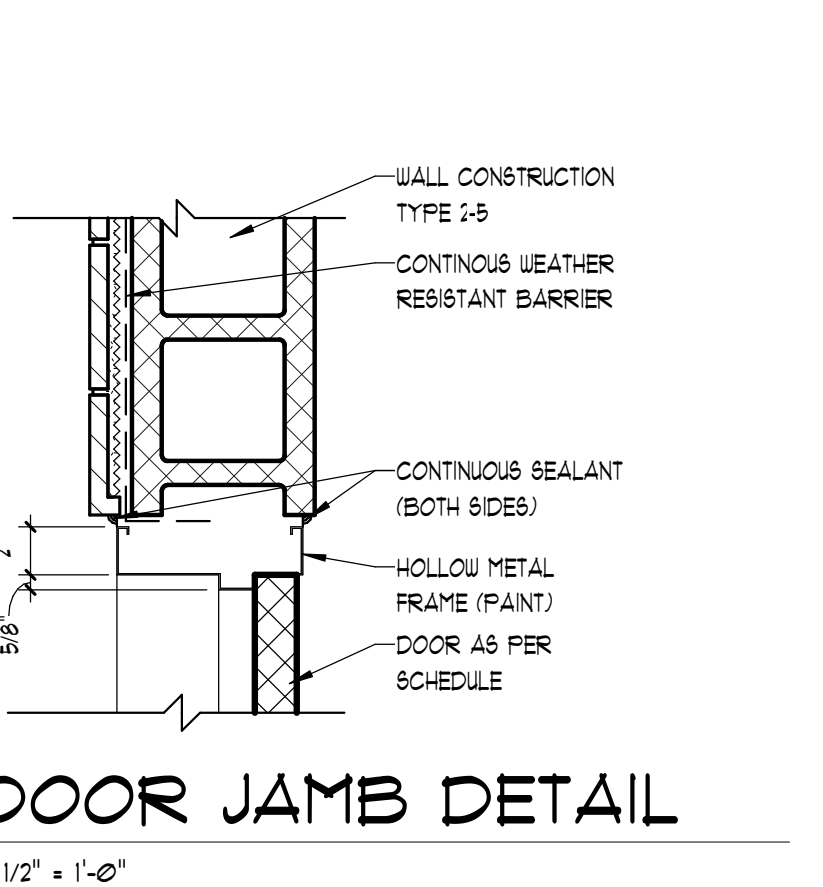 WALL CONSTRUCTION
TYPE 2-5
CONTINOUS WEATHER
RESISTANT BARRIER
CONTINUOUS SEALANT
(BOTH SIDES)
HOLLOW METAL
FRAME (PAINT)
5/8"
DOOR AS PER
SCHEDULE
DOOR JAMB DETAIL
1/2" = 1'-0"